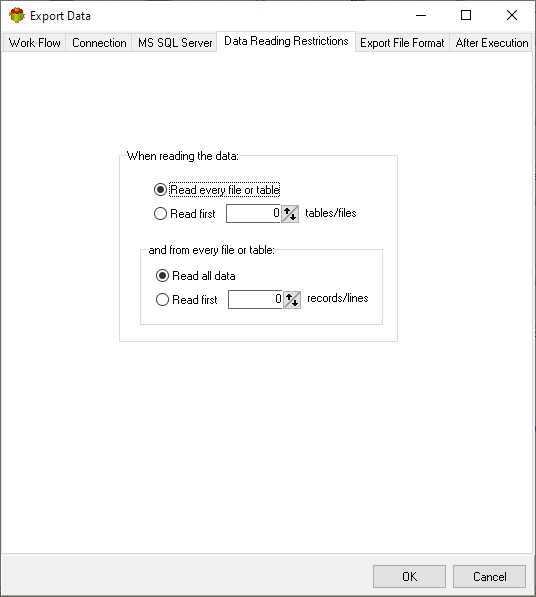 Export Data
Work Flow Connection MS SQL Server Data Reading Restrictions Export File Format After Execution
When reading the data:
Read every file or table
Read first 0 tables/files
and from every file or table:
Read all data
Read first 0 records/lines
OK Cancel